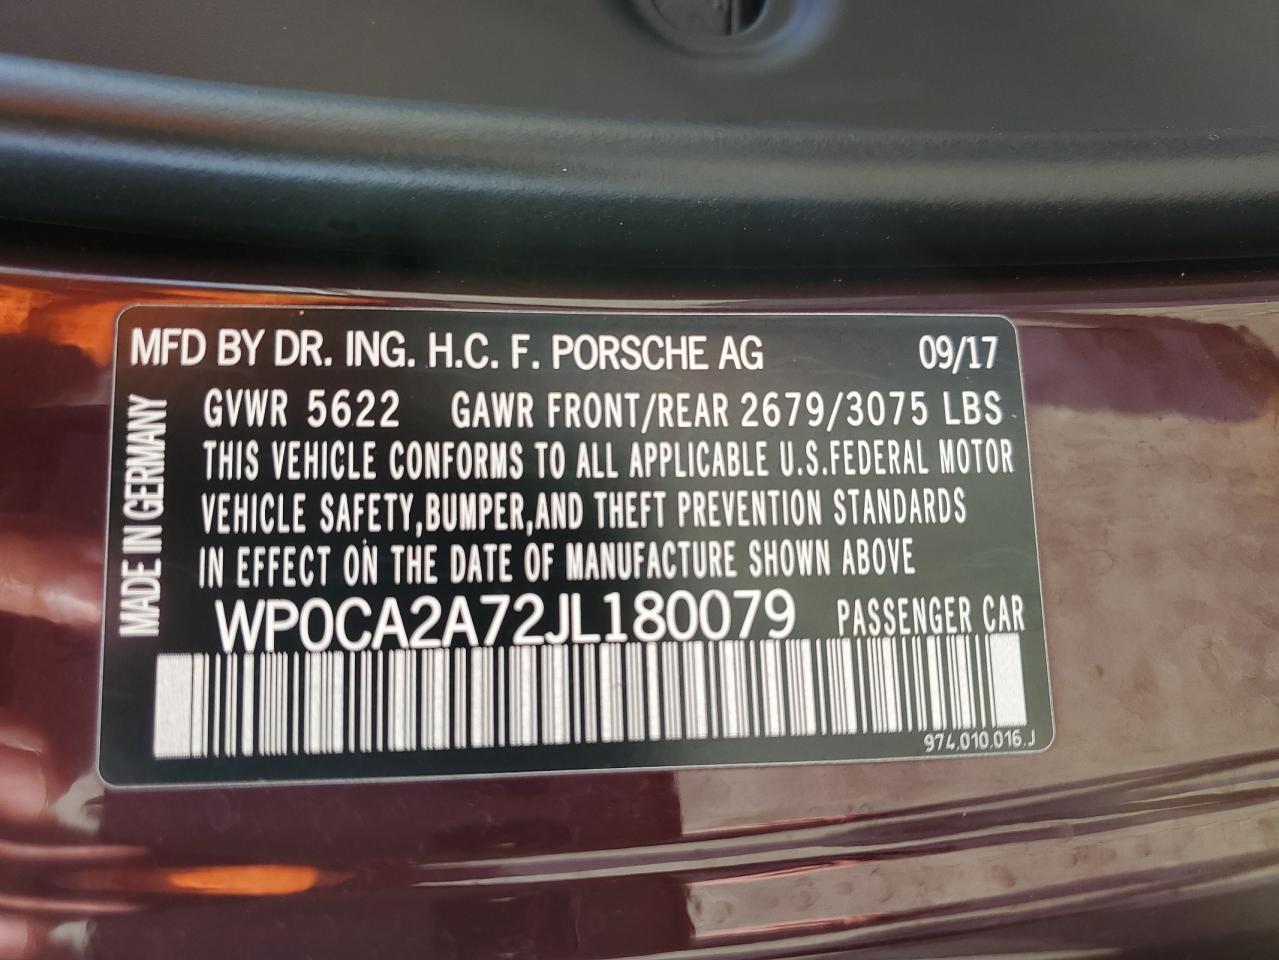 MFD BY DR. ING. H.C. F. PORSCHE AG 09/17
GVWR 5622 GAWR FRONT/REAR 2679/3075 LBS
THIS VEHICLE CONFORMS TO ALL APPLICABLE U.S.FEDERAL MOTOR
VEHICLE SAFETY,BUMPER,AND THEFT PREVENTION STANDARDS
IN EFFECT ON THE DATE OF MANUFACTURE SHOWN ABOVE
WP0CA2A72JL180079 PASSENGER CAR
974.010.016.J
MADE IN GERMANY